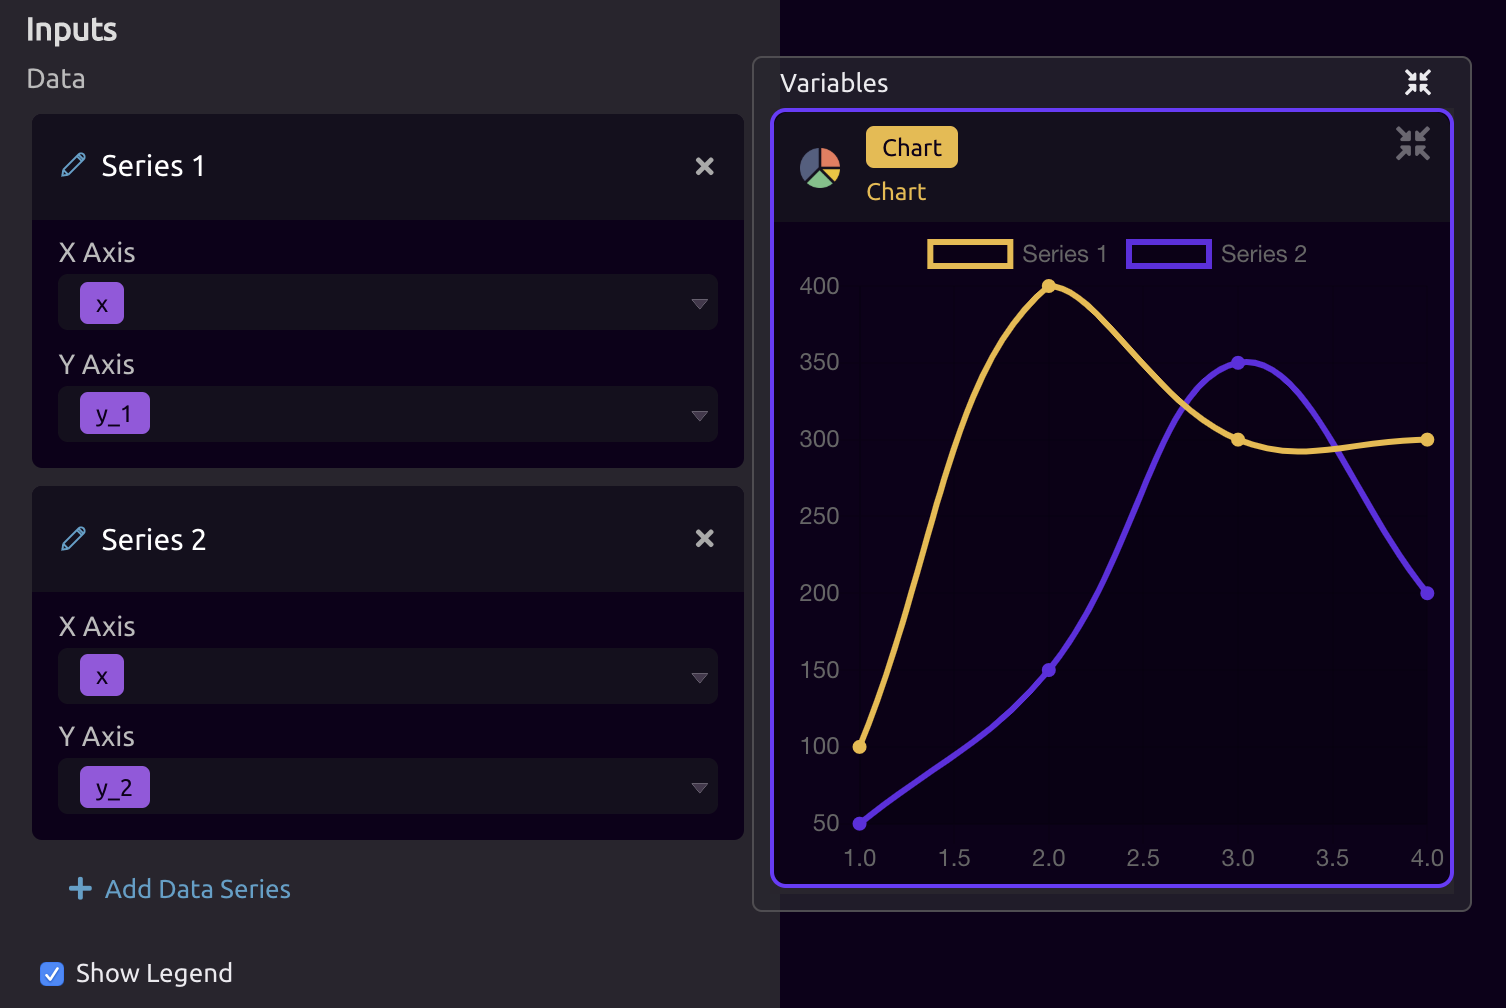 Inputs
Data
Series 1
X Axis
x
Y Axis
y_1
Series 2
X Axis
x
Y Axis
y_2
Add Data Series
Show Legend
Variables
Chart
Chart
Series 1 Series 2
400
350
300
250
200
150
100
50
1.0 1.5 2.0 2.5 3.0 3.5 4.0